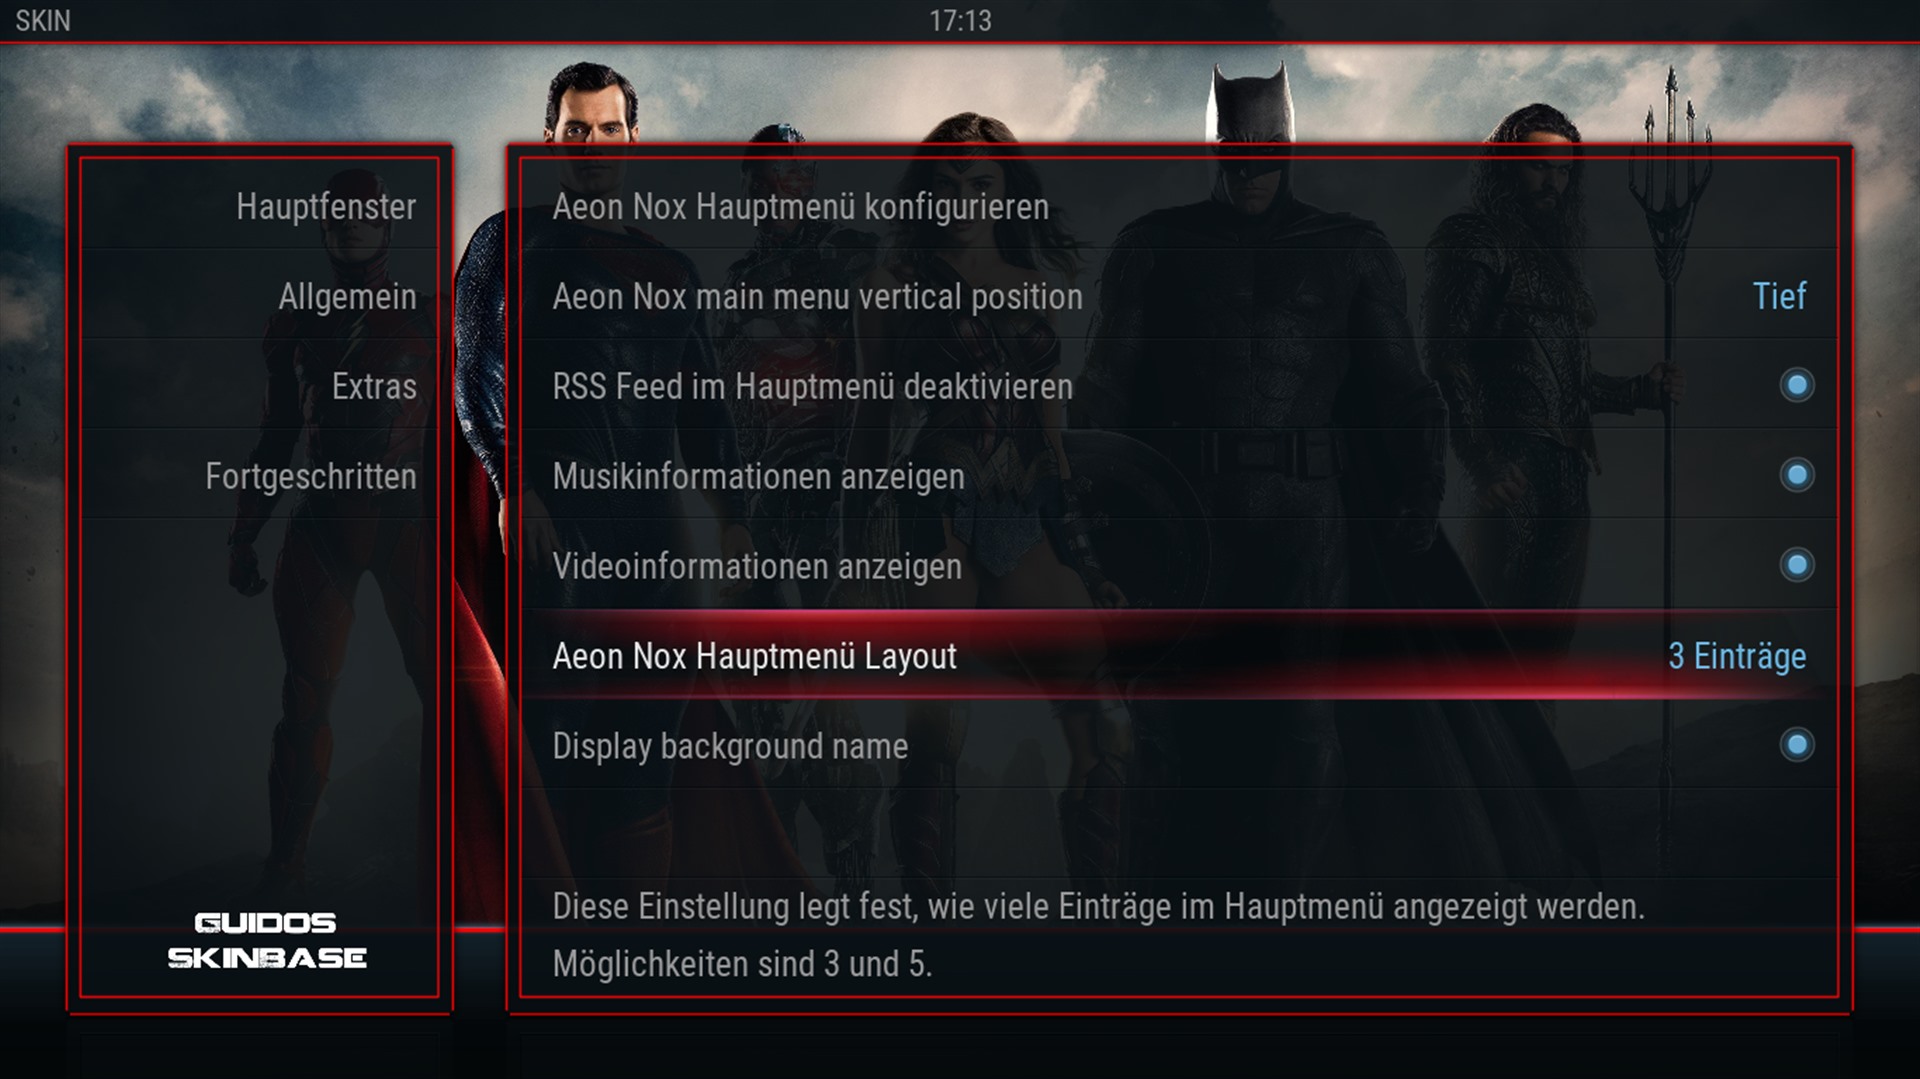 SKIN
17:13
Hauptfenster
Allgemein
Extras
Fortgeschritten
GUIDOS
SKINBASE
Aeon Nox Hauptmenü konfigurieren
Aeon Nox main menu vertical position Tief
RSS Feed im Hauptmenü deaktivieren
Musikinformationen anzeigen
Videoinformationen anzeigen
Aeon Nox Hauptmenü Layout 3 Einträge
Display background name
Diese Einstellung legt fest, wie viele Einträge im Hauptmenü angezeigt werden.
Möglichkeiten sind 3 und 5.